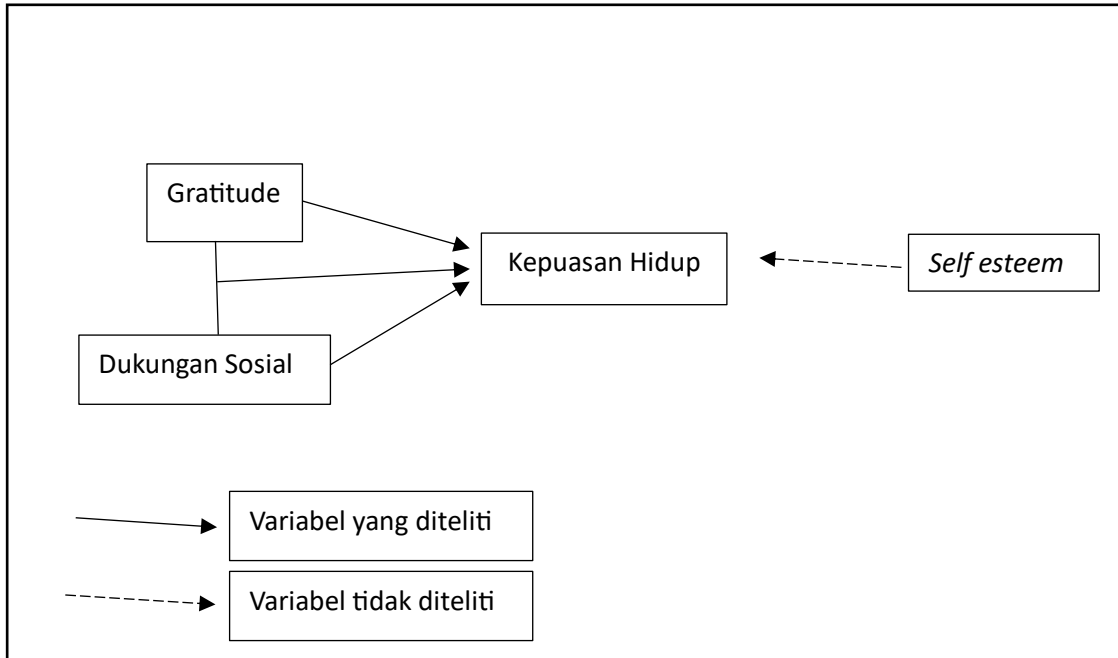 Gratitude
Kepuasan Hidup
Self esteem
Dukungan Sosial
Variabel yang diteliti
Variabel tidak diteliti